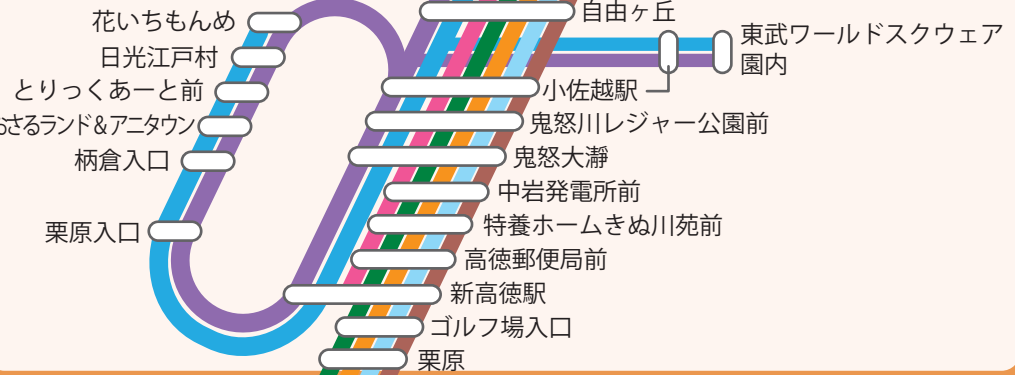 花いちもんめ
日光江戸村
とりっくあーと前
おさるランド&アニタウン
柄倉入口
栗原入口
自由ヶ丘
東武ワールドスクウェア
園内
小佐越駅
鬼怒川レジャー公園前
鬼怒大瀞
中岩発電所前
特養ホームきぬ川苑前
高徳郵便局前
新高徳駅
ゴルフ場入口
栗原